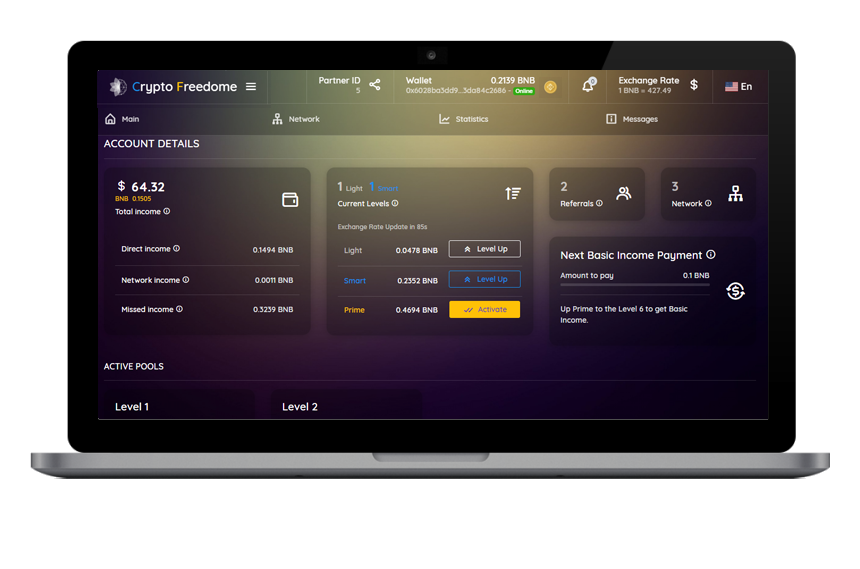 Crypto Freedome
Partner ID
5
Wallet 0.2139 BNB
0x6028ba3dd9...3da84c2686 - Online
0
Exchange Rate
1 BNB = 427.49
$
En
Main
Network
Statistics
Messages
ACCOUNT DETAILS
$ 64.32
BNB 0.1505
Total income
Direct income 0.1494 BNB
Network income 0.0011 BNB
Missed income 0.3239 BNB
1 Light 1 Smart
Current Levels
Exchange Rate Update in 85s
Light 0.0478 BNB Level Up
Smart 0.2352 BNB Level Up
Prime 0.4694 BNB Activate
2
Referrals
3
Network
Next Basic Income Payment
Amount to pay 0.1 BNB
Up Prime to the Level 6 to get Basic
Income.
ACTIVE POOLS
Level 1
Level 2